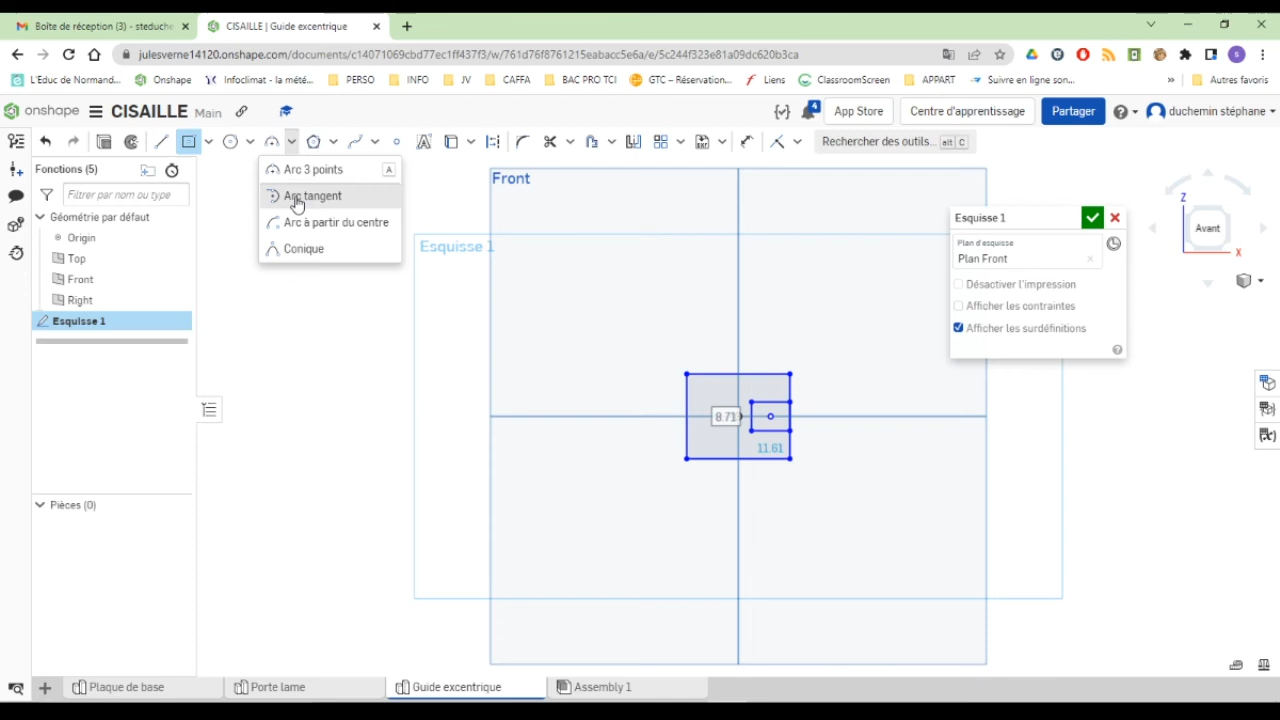 Boîte de réception (3) - steduche
CISAILLE | Guide excentrique
julesverne14120.onshape.com/documents/c14071069cbd77ec1ff437f3/w/761d76f8761215eabacc5e6a/e/5c244f323e81a09dc620b3ca
L'Educ de Normand...
Onshape
Infoclimat - la mété...
PERSO
INFO
JV
CAFFA
BAC PRO TCI
GTC – Réservation...
Liens
ClassroomScreen
APPART
Suivre en ligne son...
»
Autres favoris
onshape
CISAILLE
Main
4
App Store
Centre d'apprentissage
Partager
duchemin stéphane
Rechercher des outils...
alt C
Fonctions (5)
Filtrer par nom ou type
Géométrie par défaut
Origin
Top
Front
Right
Esquisse 1
Pièces (0)
Arc 3 points
A
Arc tangent
Arc à partir du centre
Conique
Front
Esquisse 1
8.71
11.61
Esquisse 1
Plan d'esquisse
Plan Front
Désactiver l'impression
Afficher les contraintes
Afficher les surdéfinitions
Z
Avant
X
Plaque de base
Porte lame
Guide excentrique
Assembly 1